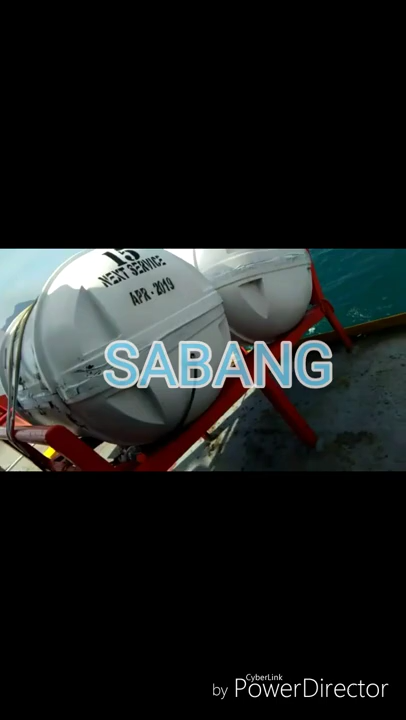 15
NEXT SERVICE
APR - 2019
SABANG
CyberLink
by PowerDirector